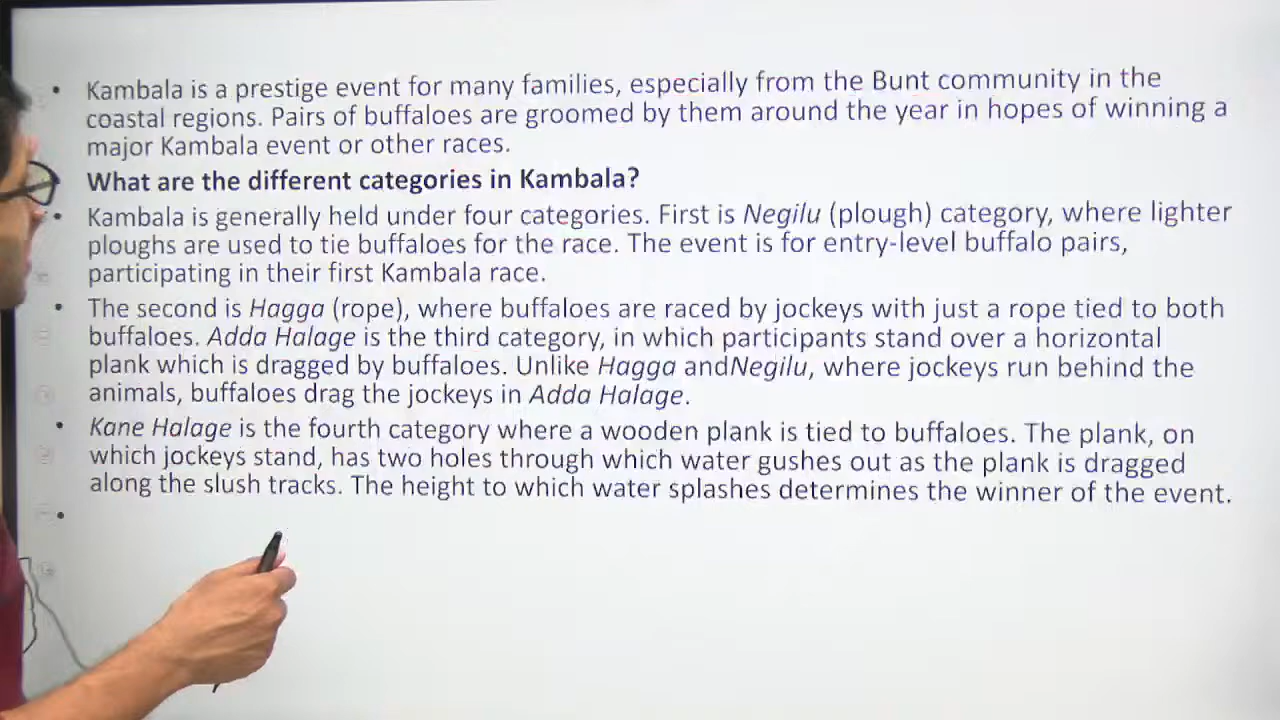 • Kambala is a prestige event for many families, especially from the Bunt community in the
coastal regions. Pairs of buffaloes are groomed by them around the year in hopes of winning a
major Kambala event or other races.
What are the different categories in Kambala?
• Kambala is generally held under four categories. First is Negilu (plough) category, where lighter
ploughs are used to tie buffaloes for the race. The event is for entry-level buffalo pairs,
participating in their first Kambala race.
• The second is Hagga (rope), where buffaloes are raced by jockeys with just a rope tied to both
buffaloes. Adda Halage is the third category, in which participants stand over a horizontal
plank which is dragged by buffaloes. Unlike Hagga andNegilu, where jockeys run behind the
animals, buffaloes drag the jockeys in Adda Halage.
• Kane Halage is the fourth category where a wooden plank is tied to buffaloes. The plank, on
which jockeys stand, has two holes through which water gushes out as the plank is dragged
along the slush tracks. The height to which water splashes determines the winner of the event.
•